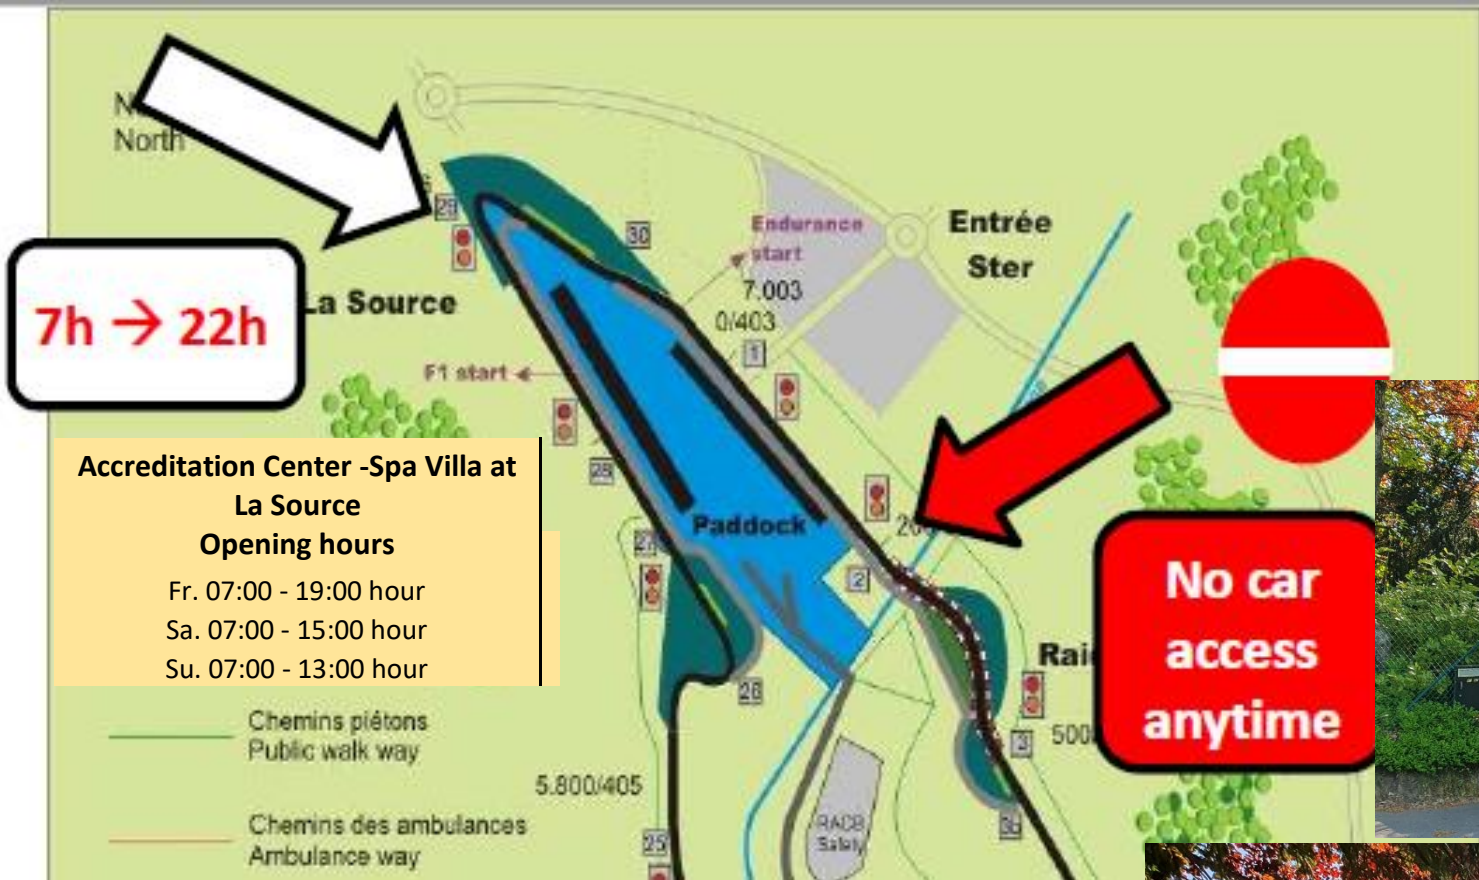 North
29
30
Endurance
start
Entrée
Ster
7.003
0/403
La Source
7h → 22h
1
F1 start
28
Accreditation Center -Spa Villa at
La Source
Opening hours
Fr. 07:00 - 19:00 hour
Sa. 07:00 - 15:00 hour
Su. 07:00 - 13:00 hour
Paddock
27
2
No car
access
anytime
26
3
Chemins piétons
Public walk way
5.800/405
Chemins des ambulances
Ambulance way
25
RACB
Safety